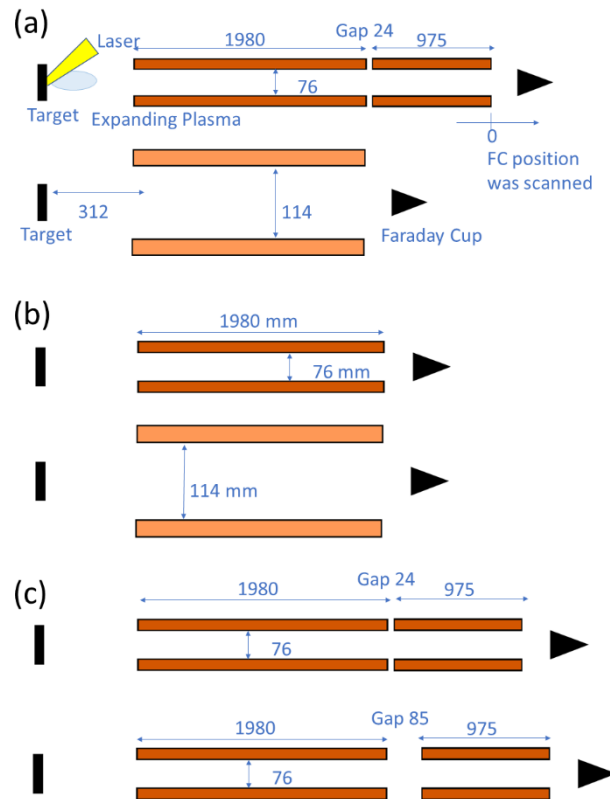 (a)
Laser
1980
Gap 24
975
76
Target
Expanding Plasma
0
FC position
was scanned
312
114
Target
Faraday Cup
(b)
1980 mm
76 mm
114 mm
(c)
Gap 24
1980
975
76
Gap 85
1980
975
76